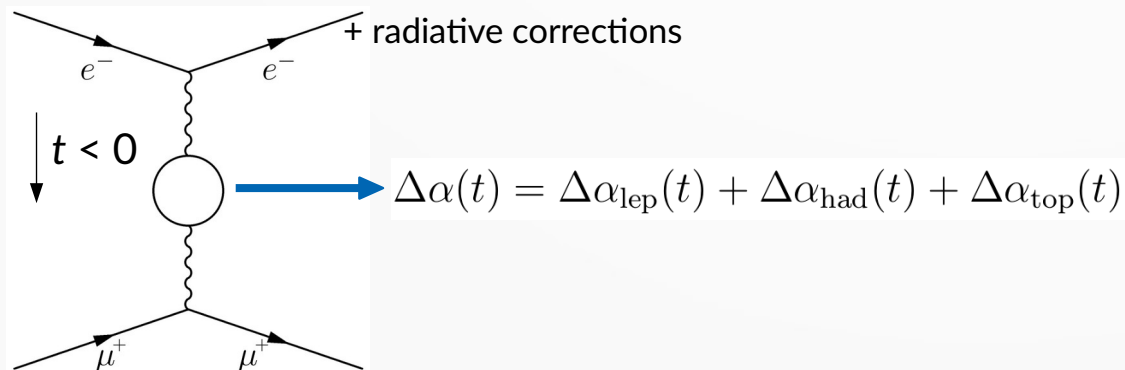 + radiative corrections
e⁻ e⁻
t < 0
Δα(t) = Δα_lep(t) + Δα_had(t) + Δα_top(t)
μ⁺ μ⁺